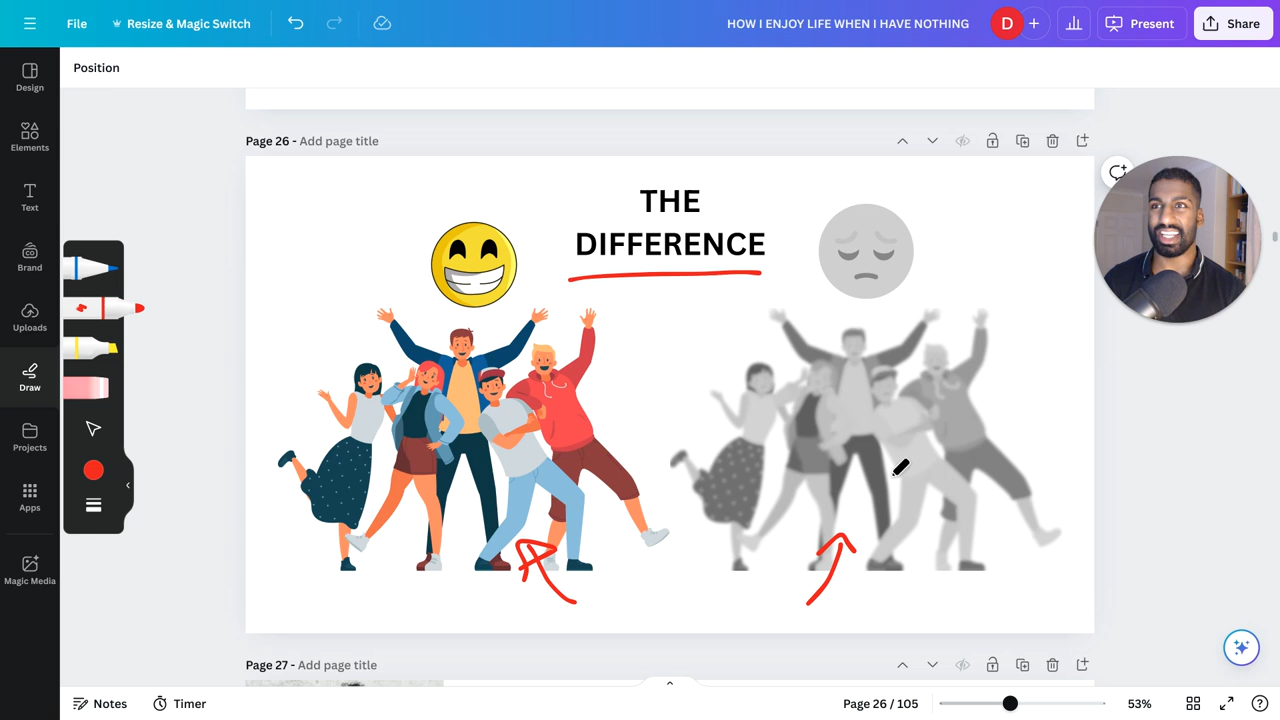 File
Resize & Magic Switch
HOW I ENJOY LIFE WHEN I HAVE NOTHING
D
Present
Share
Position
Design
Elements
Text
Brand
Uploads
Draw
Projects
Apps
Magic Media
Page 26 - Add page title
THE
DIFFERENCE
Page 27 - Add page title
Notes
Timer
Page 26 / 105
53%